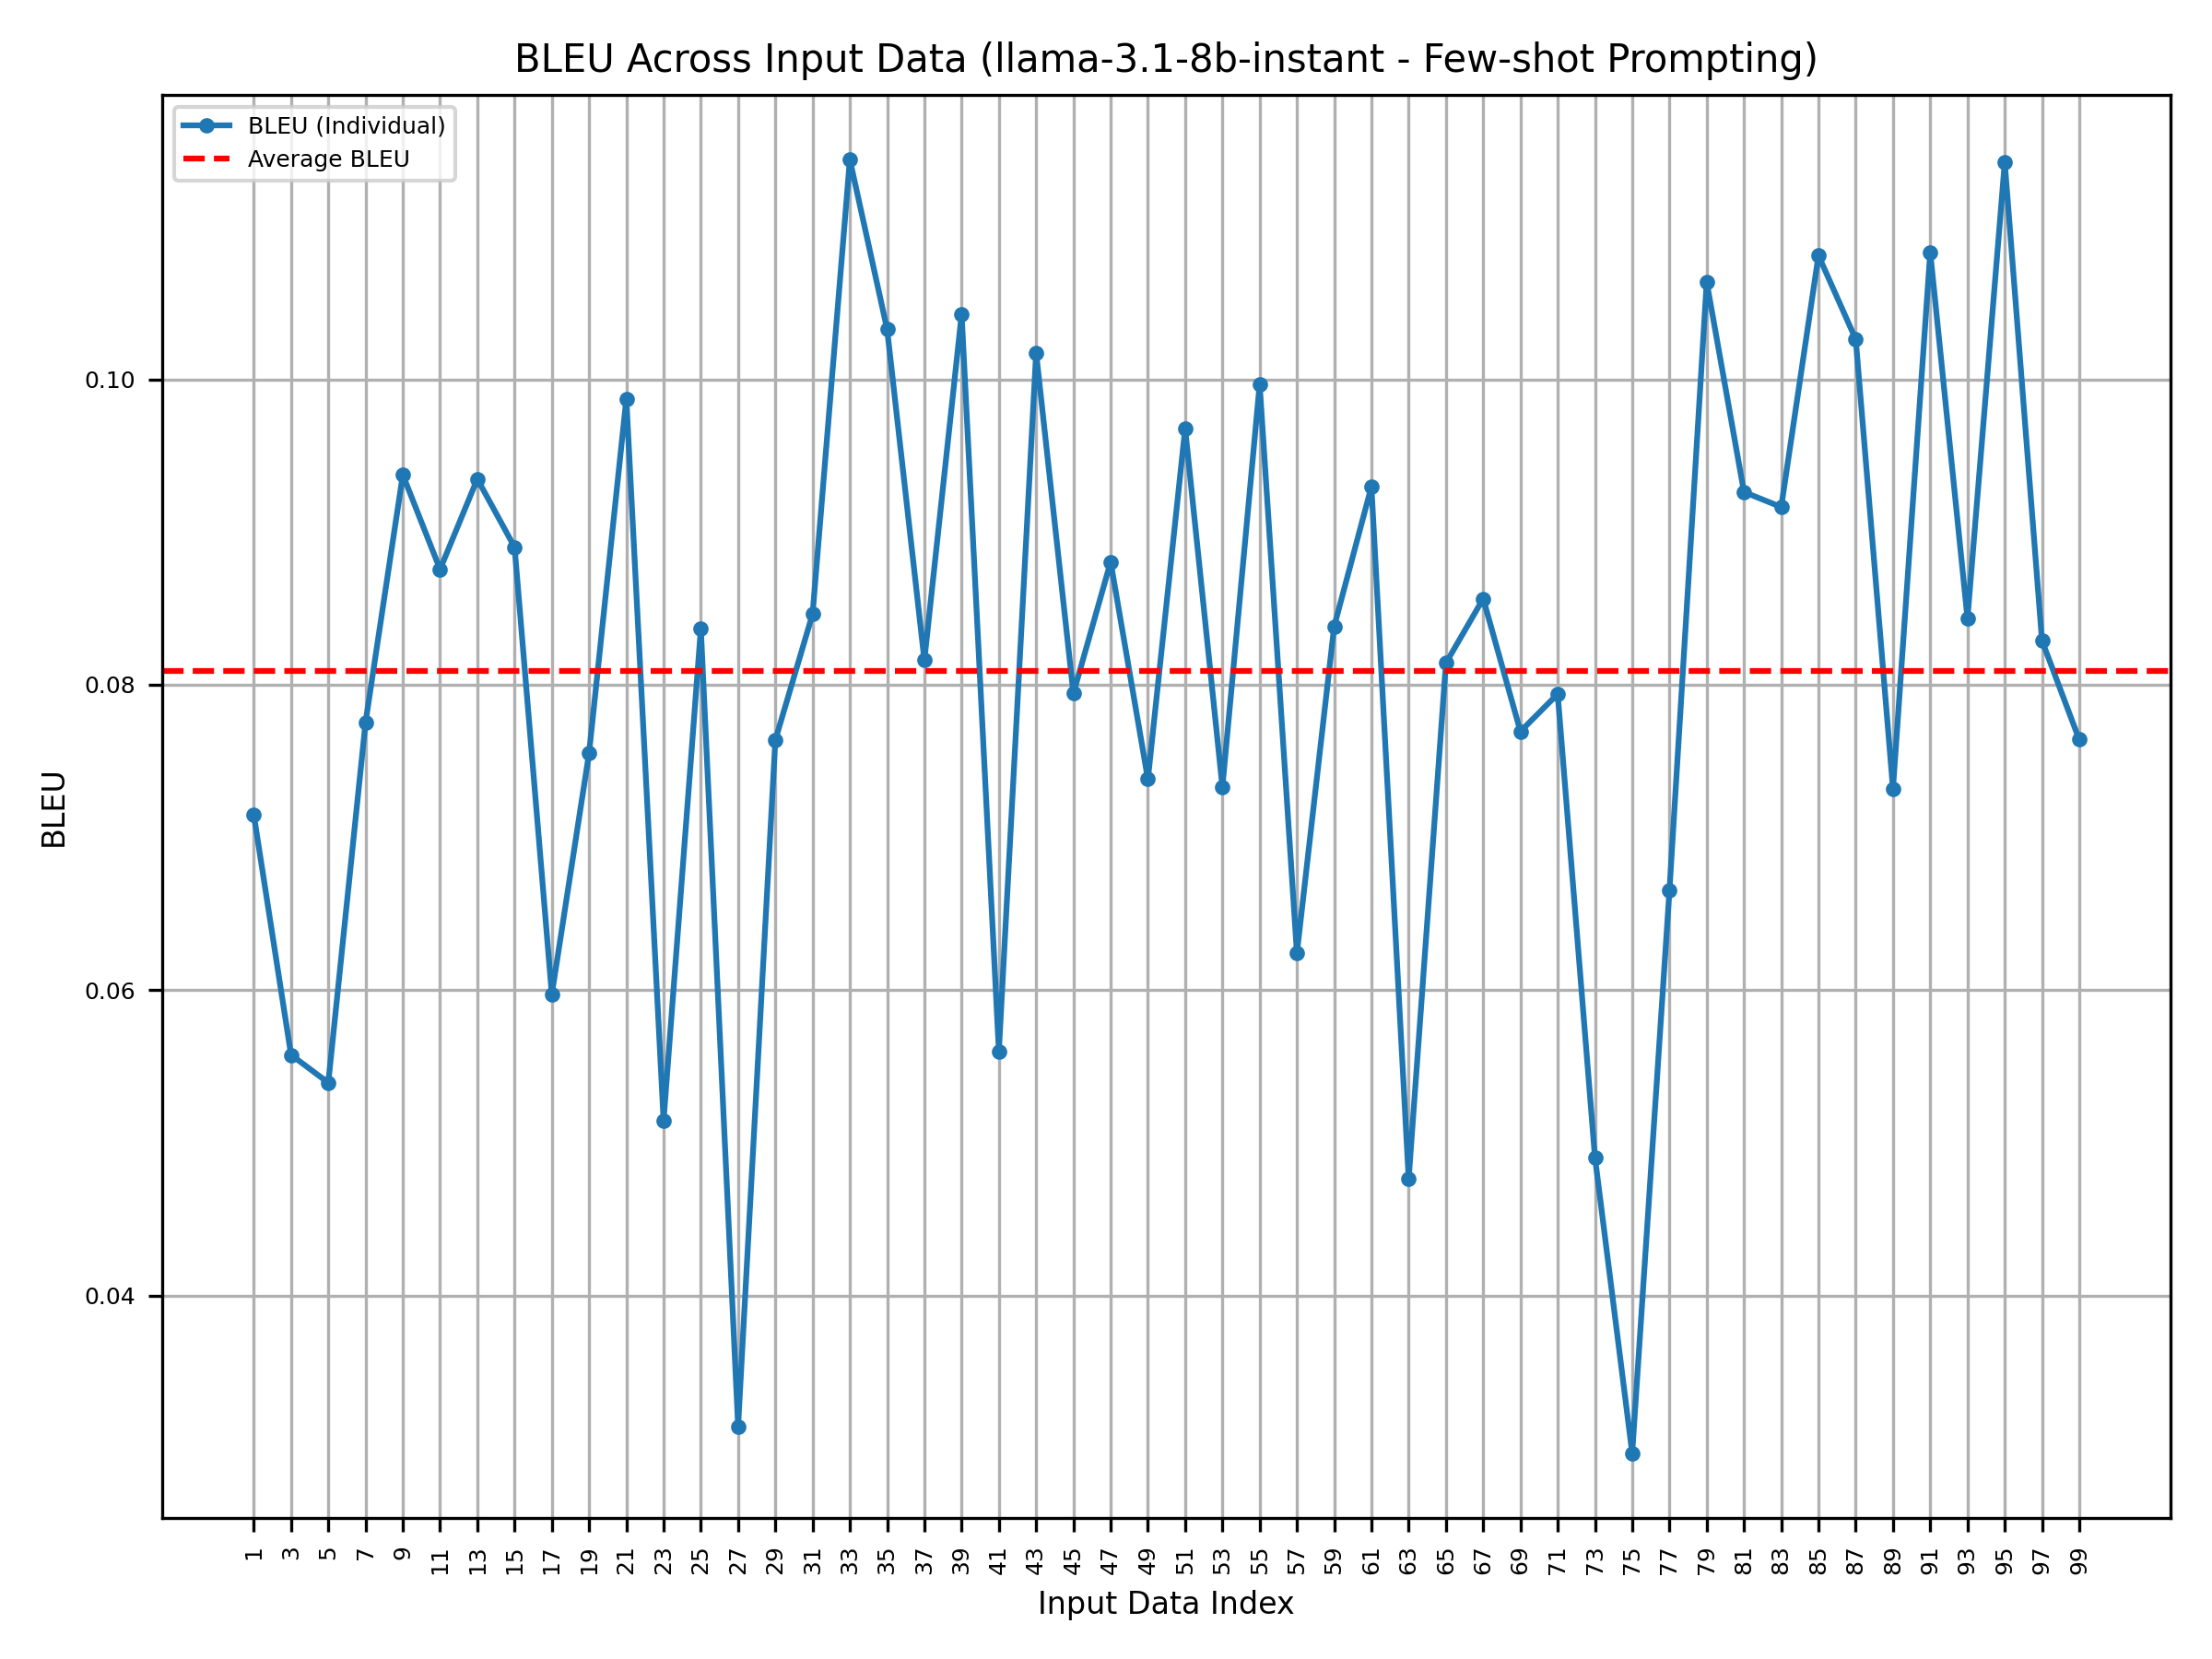 BLEU Across Input Data (llama-3.1-8b-instant - Few-shot Prompting)
BLEU (Individual)
Average BLEU
BLEU
0.10
0.08
0.06
0.04
1 3 5 7 9 11 13 15 17 19 21 23 25 27 29 31 33 35 37 39 41 43 45 47 49 51 53 55 57 59 61 63 65 67 69 71 73 75 77 79 81 83 85 87 89 91 93 95 97 99
Input Data Index